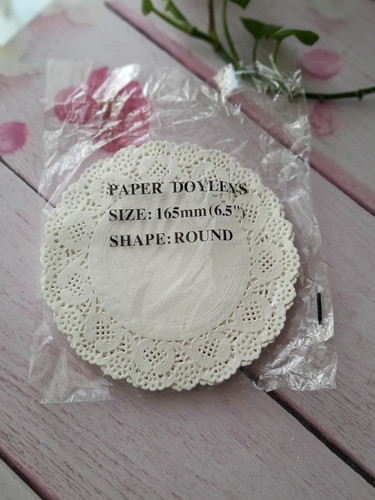 PAPER DOYLEYS
SIZE: 165mm (6.5")
SHAPE: ROUND